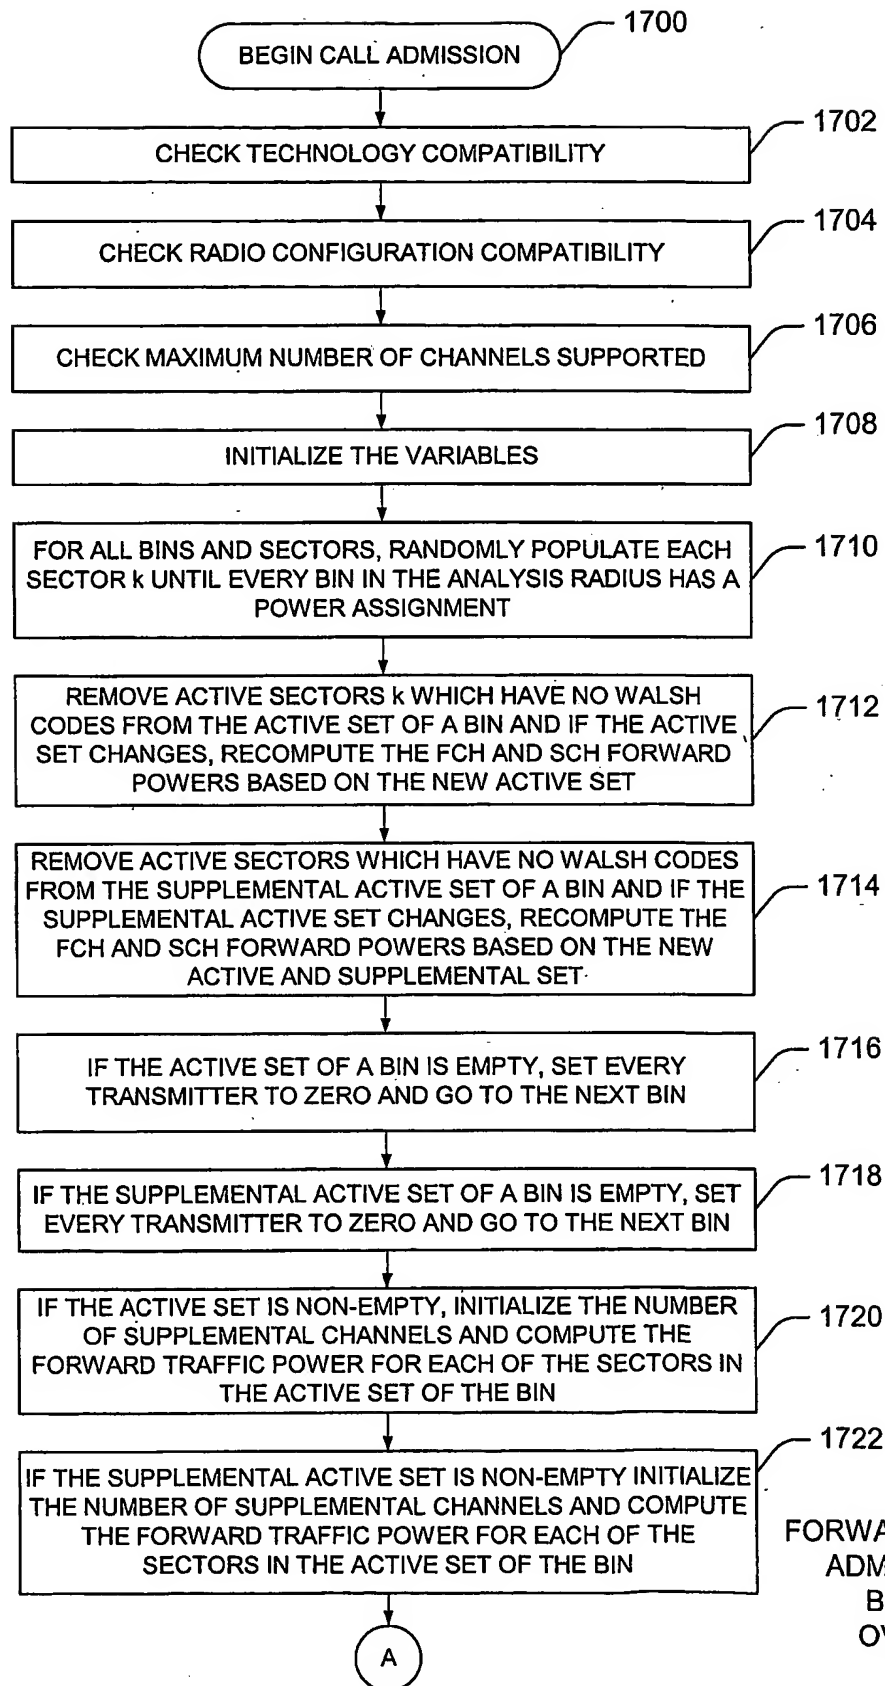 1700
BEGIN CALL ADMISSION
1702
CHECK TECHNOLOGY COMPATIBILITY
1704
CHECK RADIO CONFIGURATION COMPATIBILITY
1706
CHECK MAXIMUM NUMBER OF CHANNELS SUPPORTED
1708
INITIALIZE THE VARIABLES
1710
FOR ALL BINS AND SECTORS, RANDOMLY POPULATE EACH
SECTOR k UNTIL EVERY BIN IN THE ANALYSIS RADIUS HAS A
POWER ASSIGNMENT
1712
REMOVE ACTIVE SECTORS k WHICH HAVE NO WALSH
CODES FROM THE ACTIVE SET OF A BIN AND IF THE ACTIVE
SET CHANGES, RECOMPUTE THE FCH AND SCH FORWARD
POWERS BASED ON THE NEW ACTIVE SET
1714
REMOVE ACTIVE SECTORS WHICH HAVE NO WALSH CODES
FROM THE SUPPLEMENTAL ACTIVE SET OF A BIN AND IF THE
SUPPLEMENTAL ACTIVE SET CHANGES, RECOMPUTE THE
FCH AND SCH FORWARD POWERS BASED ON THE NEW
ACTIVE AND SUPPLEMENTAL SET
1716
IF THE ACTIVE SET OF A BIN IS EMPTY, SET EVERY
TRANSMITTER TO ZERO AND GO TO THE NEXT BIN
1718
IF THE SUPPLEMENTAL ACTIVE SET OF A BIN IS EMPTY, SET
EVERY TRANSMITTER TO ZERO AND GO TO THE NEXT BIN
1720
IF THE ACTIVE SET IS NON-EMPTY, INITIALIZE THE NUMBER
OF SUPPLEMENTAL CHANNELS AND COMPUTE THE
FORWARD TRAFFIC POWER FOR EACH OF THE SECTORS IN
THE ACTIVE SET OF THE BIN
1722
IF THE SUPPLEMENTAL ACTIVE SET IS NON-EMPTY INITIALIZE
THE NUMBER OF SUPPLEMENTAL CHANNELS AND COMPUTE
THE FORWARD TRAFFIC POWER FOR EACH OF THE
SECTORS IN THE ACTIVE SET OF THE BIN
A